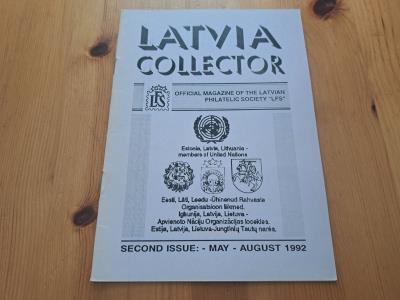 LATVIA
COLLECTOR
LFS
OFFICIAL MAGAZINE OF THE LATVIAN
PHILATELIC SOCIETY "LFS"
Estonia, Latvia, Lithuania -
members of United Nations
Eesti, Läti, Leedu -Ühinenud Rahvaste
Organisatsioon liikmed.
Igaunija, Latvija, Lietuva -
Apvienoto Nāciju Organizācijas locekles.
Estija, Latvija, Lietuva-Jungtinių Tautų narės.
SECOND ISSUE: - MAY - AUGUST 1992